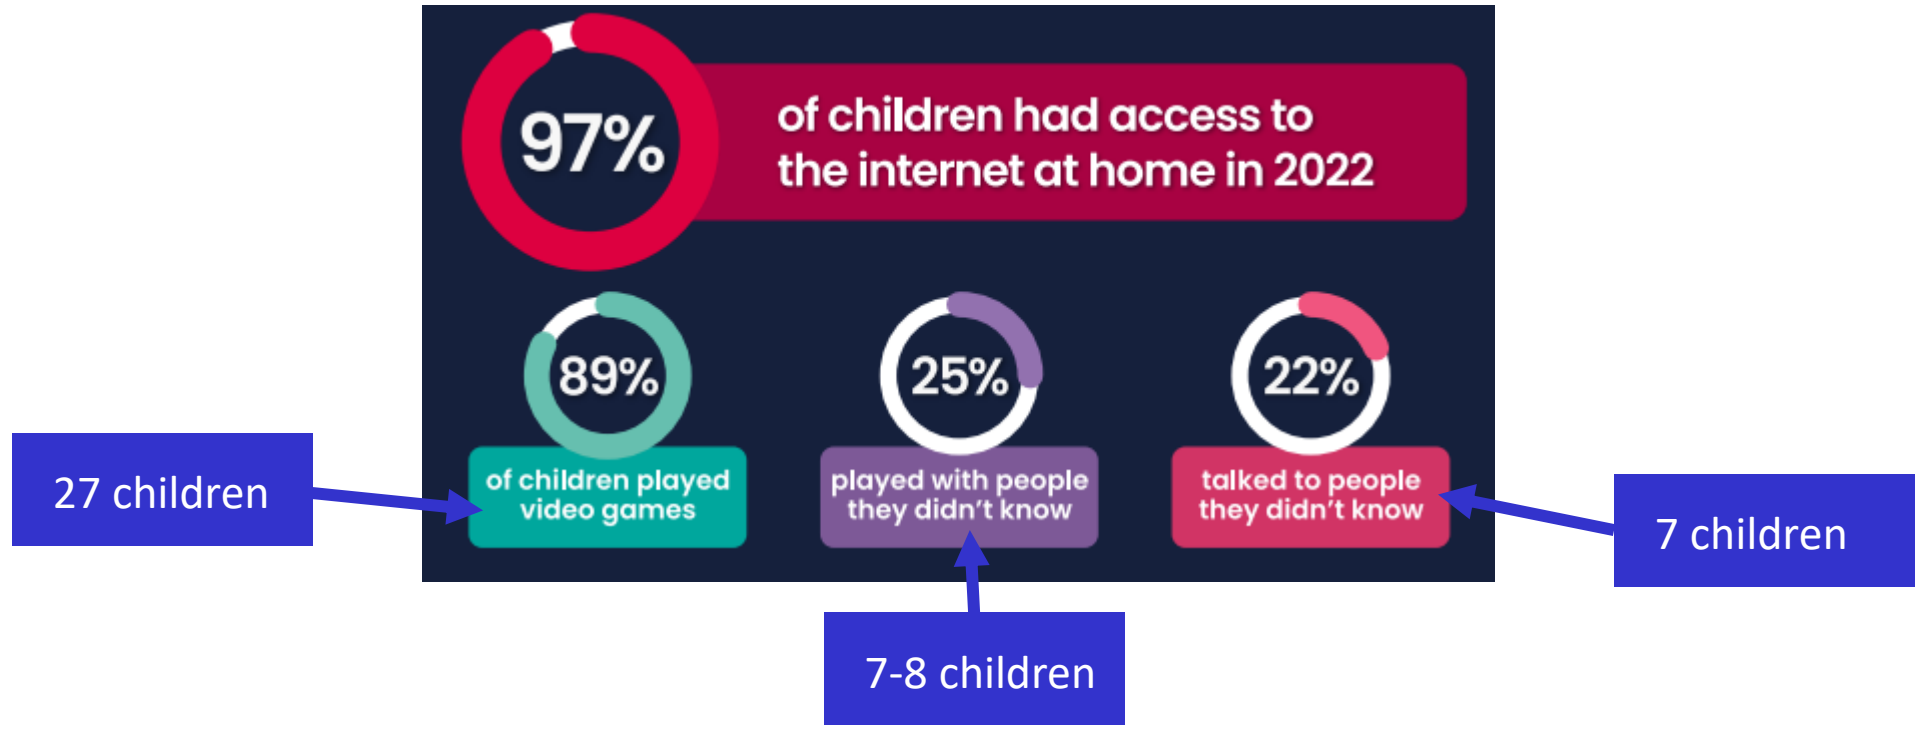 97%
of children had access to
the internet at home in 2022
89%
of children played
video games
25%
played with people
they didn't know
22%
talked to people
they didn't know
27 children
7-8 children
7 children